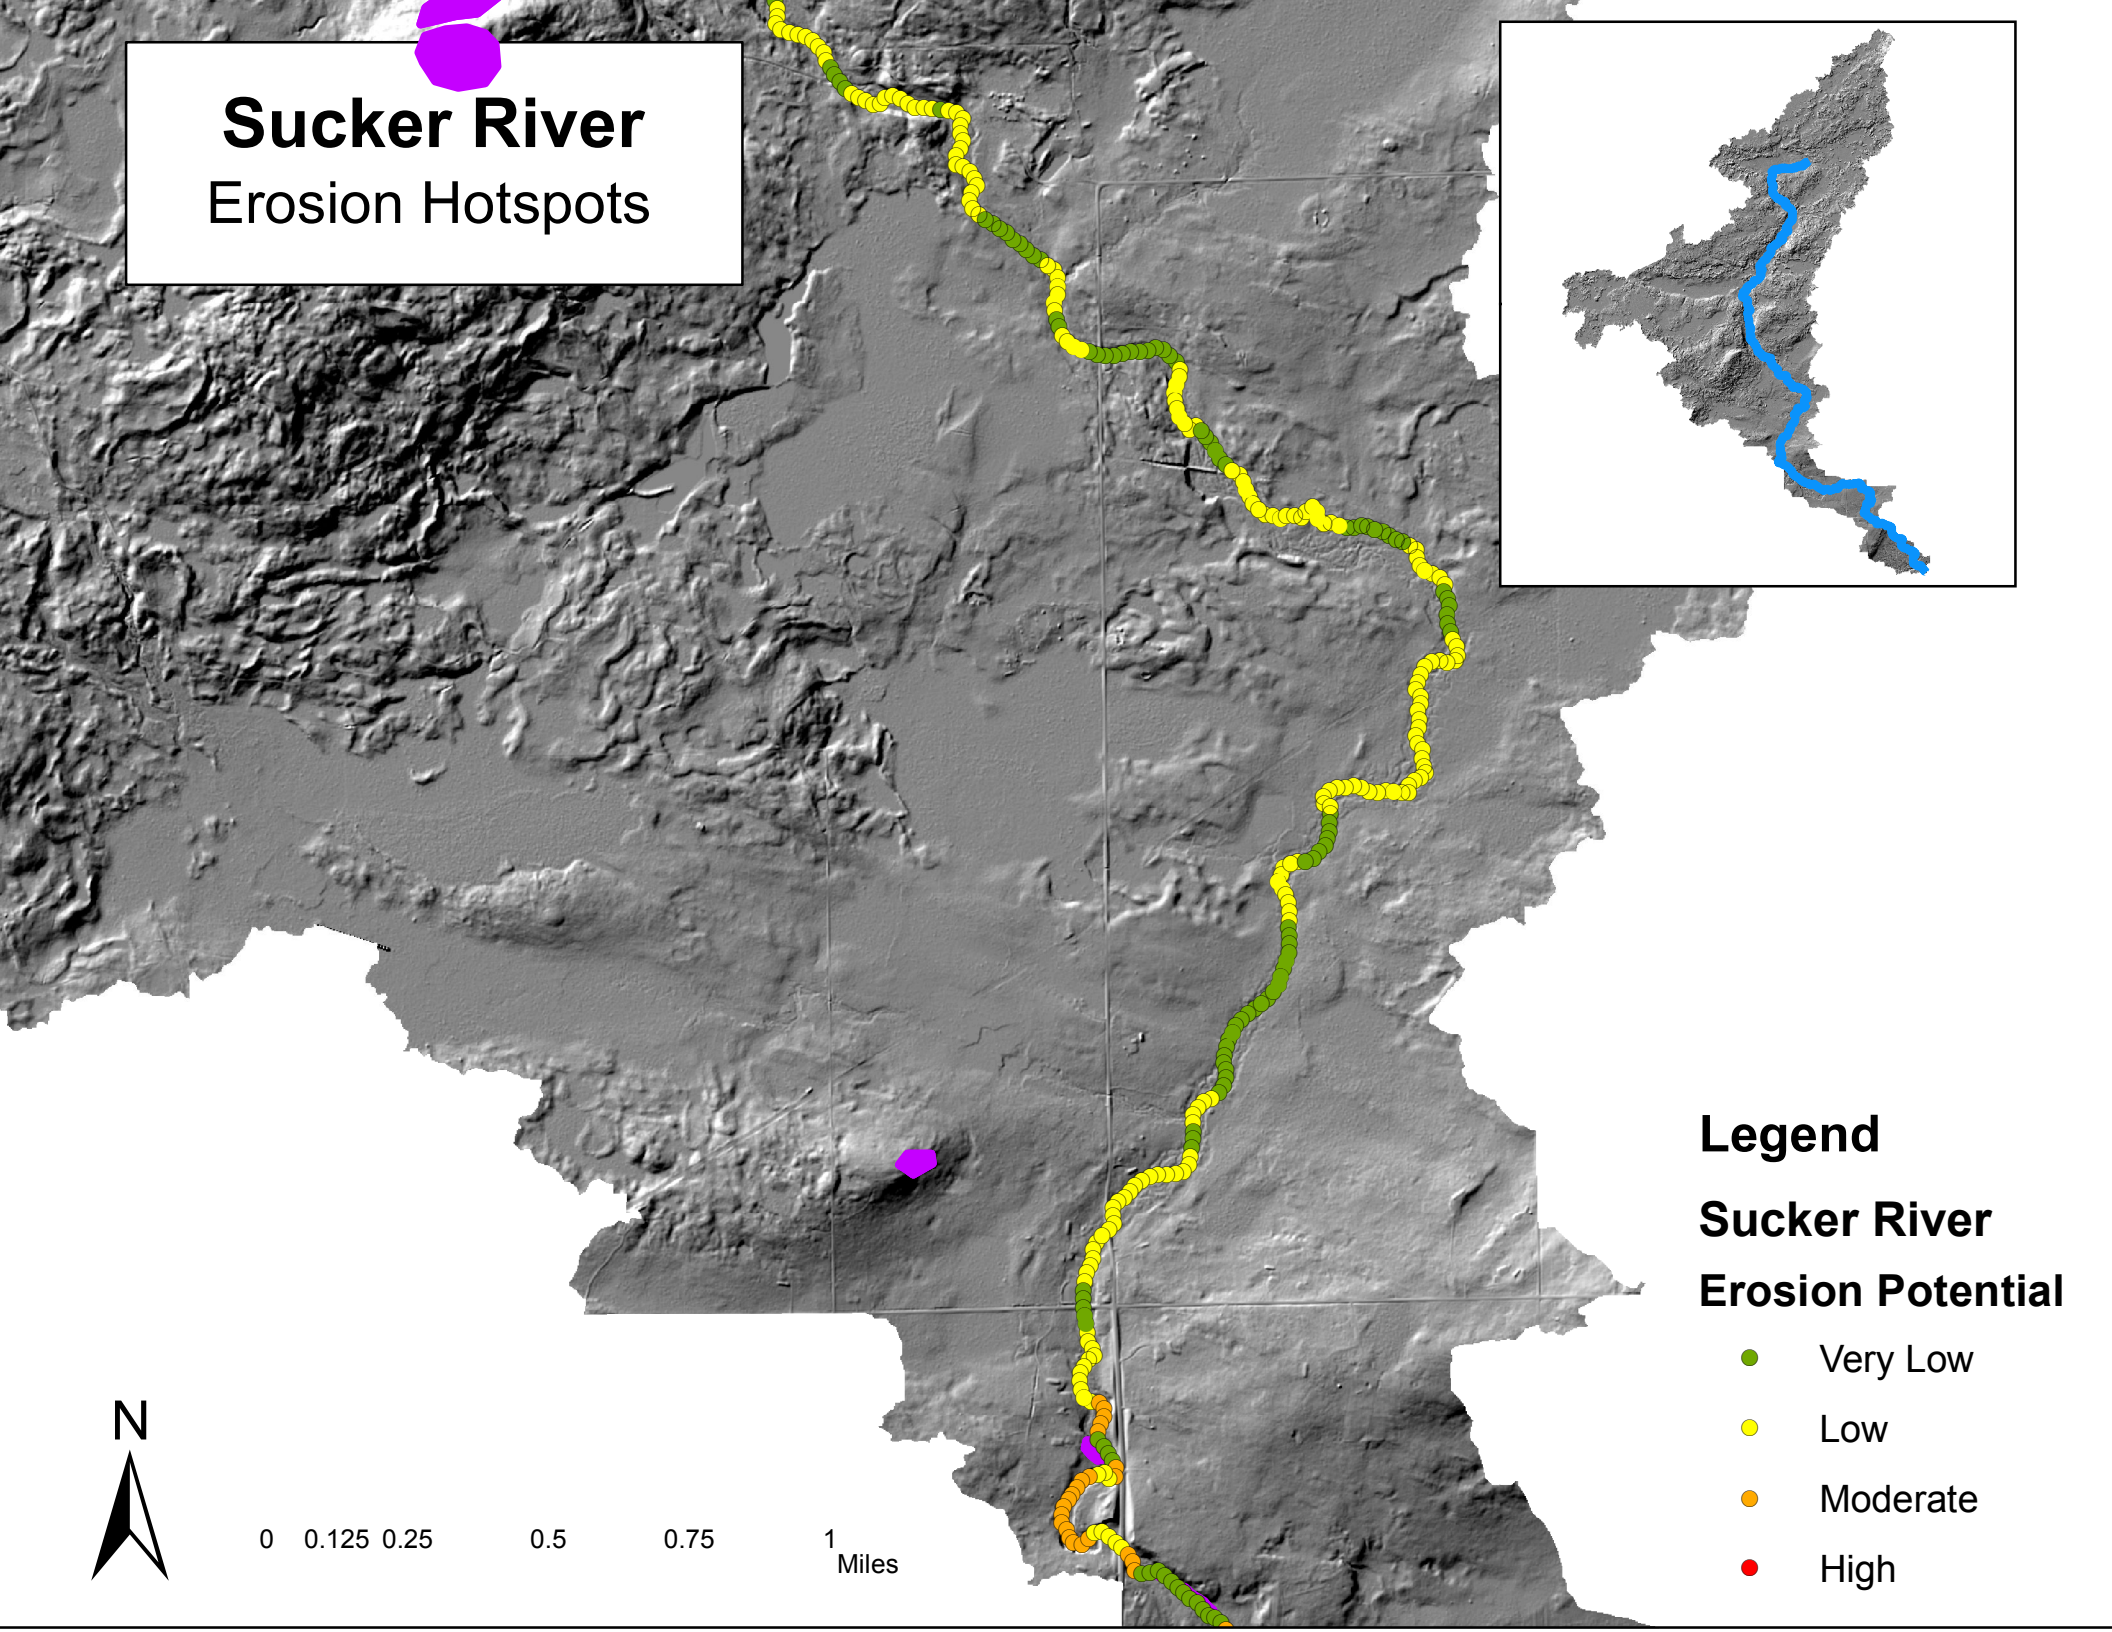 Sucker River
Erosion Hotspots
Legend
Sucker River
Erosion Potential
Very Low
Low
Moderate
High
N
0 0.125 0.25 0.5 0.75 1
Miles